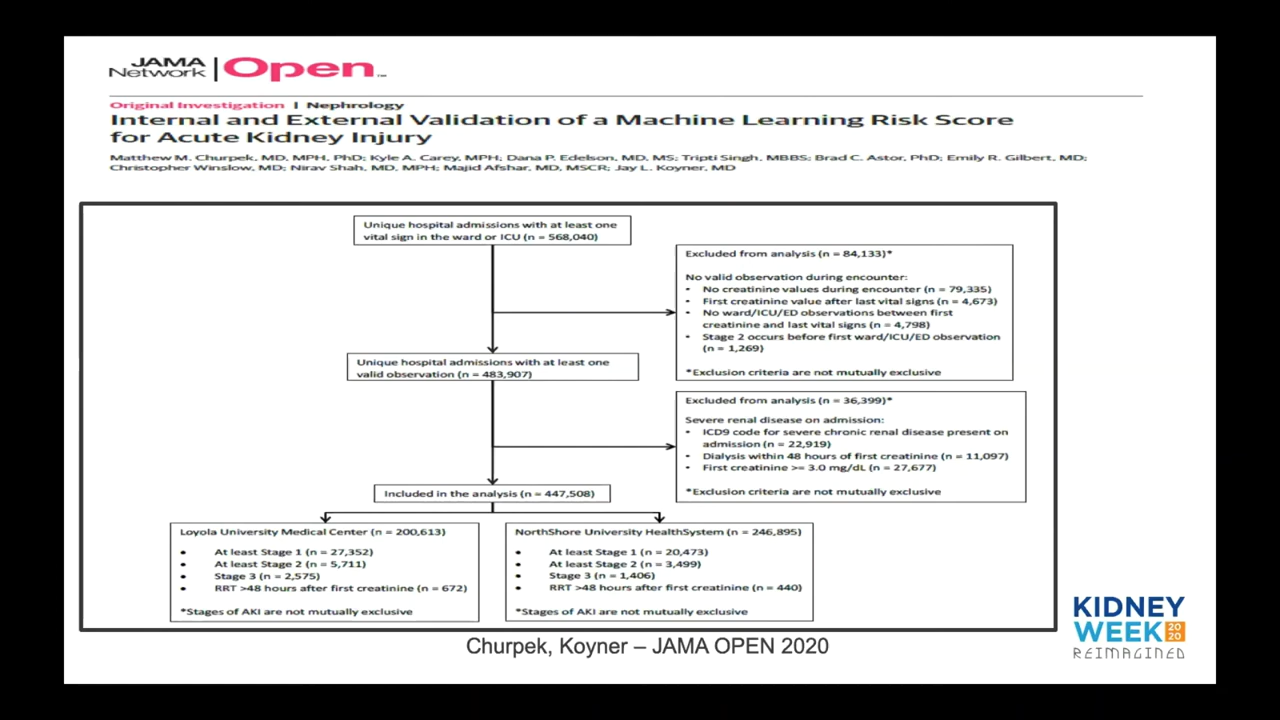 JAMA
Network | Open™
Original Investigation | Nephrology
Internal and External Validation of a Machine Learning Risk Score
for Acute Kidney Injury
Matthew M. Churpek, MD, MPH, PhD; Kyle A. Carey, MPH; Dana P. Edelson, MD, MS; Tripti Singh, MBBS; Brad C. Astor, PhD; Emily R. Gilbert, MD;
Christopher Winslow, MD; Nirav Shah, MD, MPH; Majid Afshar, MD, MSCR; Jay L. Koyner, MD
Unique hospital admissions with at least one
vital sign in the ward or ICU (n = 568,040)
Excluded from analysis (n = 84,133)*
No valid observation during encounter:
• No creatinine values during encounter (n = 79,335)
• First creatinine value after last vital signs (n = 4,673)
• No ward/ICU/ED observations between first
creatinine and last vital signs (n = 4,798)
• Stage 2 occurs before first ward/ICU/ED observation
(n = 1,269)
*Exclusion criteria are not mutually exclusive
Unique hospital admissions with at least one
valid observation (n = 483,907)
Excluded from analysis (n = 36,399)*
Severe renal disease on admission:
• ICD9 code for severe chronic renal disease present on
admission (n = 22,919)
• Dialysis within 48 hours of first creatinine (n = 11,097)
• First creatinine >= 3.0 mg/dL (n = 27,677)
*Exclusion criteria are not mutually exclusive
Included in the analysis (n = 447,508)
Loyola University Medical Center (n = 200,613)
• At least Stage 1 (n = 27,352)
• At least Stage 2 (n = 5,711)
• Stage 3 (n = 2,575)
• RRT >48 hours after first creatinine (n = 672)
*Stages of AKI are not mutually exclusive
NorthShore University HealthSystem (n = 246,895)
• At least Stage 1 (n = 20,473)
• At least Stage 2 (n = 3,499)
• Stage 3 (n = 1,406)
• RRT >48 hours after first creatinine (n = 440)
*Stages of AKI are not mutually exclusive
Churpek, Koyner – JAMA OPEN 2020
KIDNEY
WEEK 2020
REIMAGINED